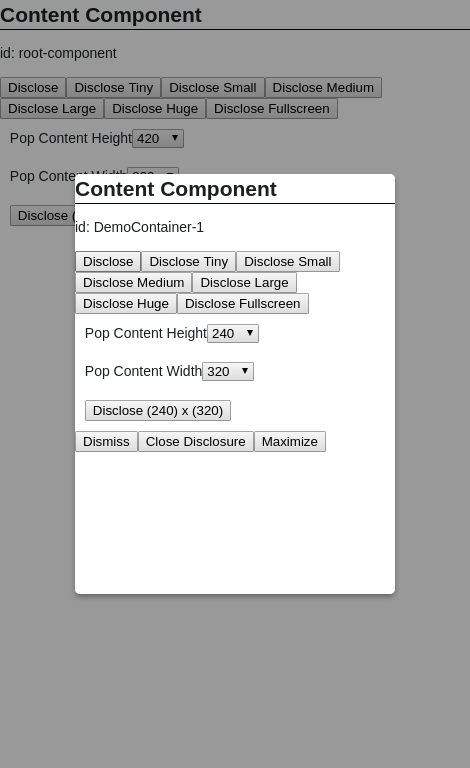 Content Component
id: root-component
Disclose Disclose Tiny Disclose Small Disclose Medium
Disclose Large Disclose Huge Disclose Fullscreen
Pop Content Height 420
Pop Content Width
Disclose (
Content Component
id: DemoContainer-1
Disclose Disclose Tiny Disclose Small
Disclose Medium Disclose Large
Disclose Huge Disclose Fullscreen
Pop Content Height 240
Pop Content Width 320
Disclose (240) x (320)
Dismiss Close Disclosure Maximize